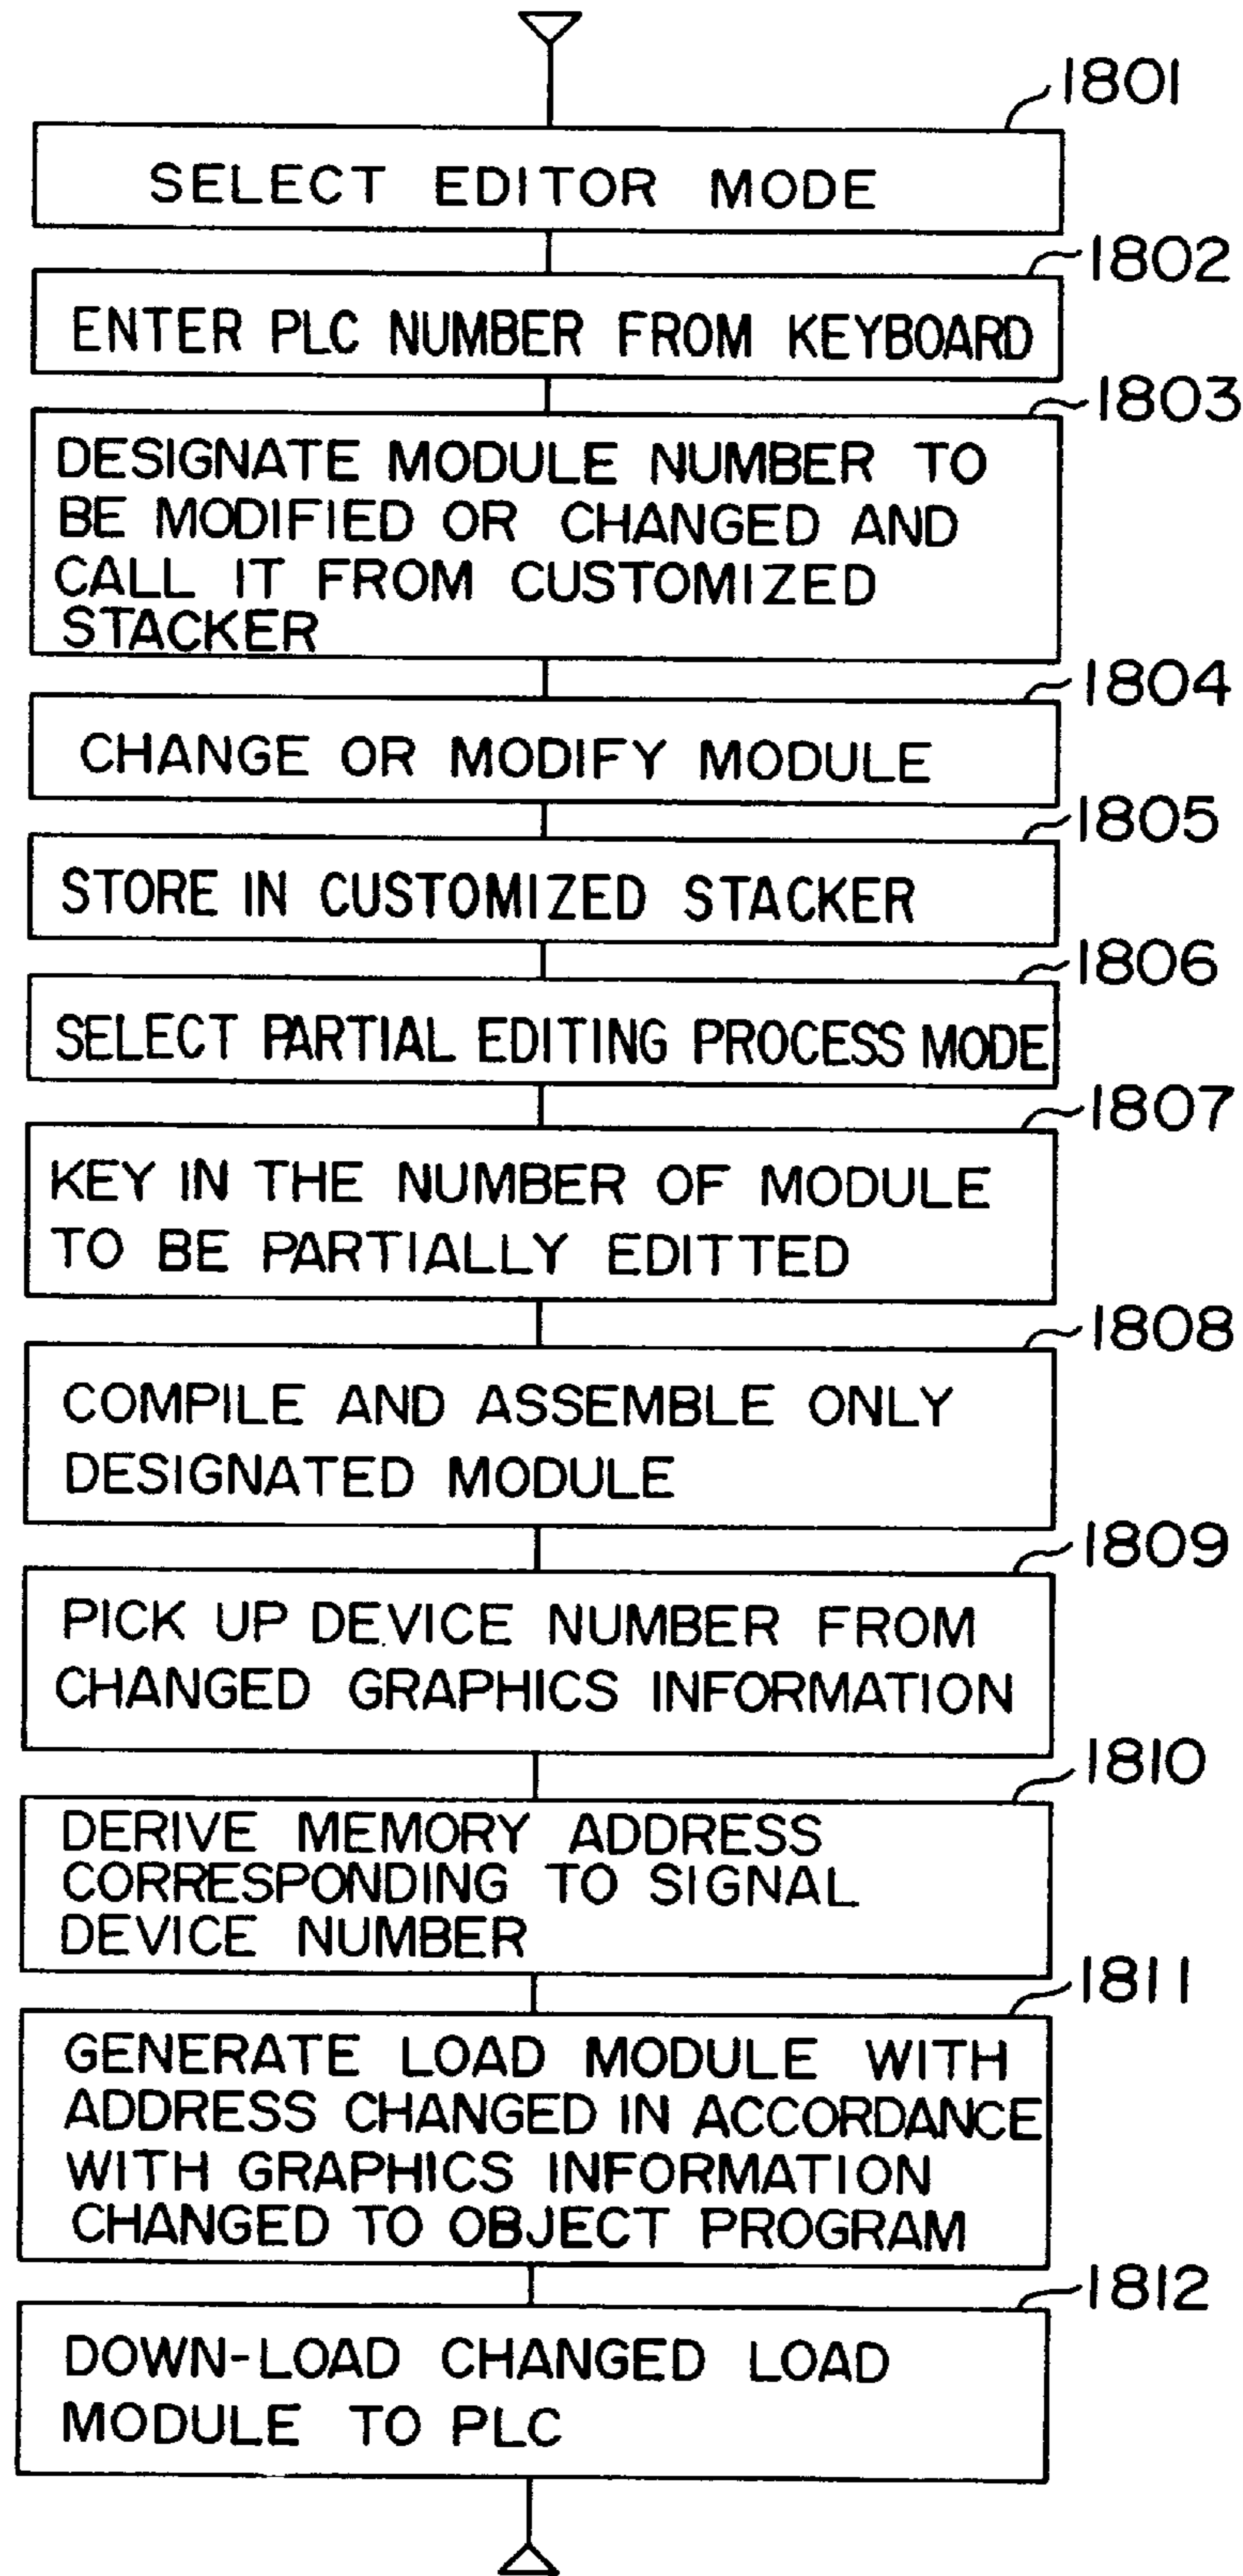 1801
SELECT EDITOR MODE
1802
ENTER PLC NUMBER FROM KEYBOARD
1803
DESIGNATE MODULE NUMBER TO
BE MODIFIED OR CHANGED AND
CALL IT FROM CUSTOMIZED
STACKER
1804
CHANGE OR MODIFY MODULE
1805
STORE IN CUSTOMIZED STACKER
1806
SELECT PARTIAL EDITING PROCESS MODE
1807
KEY IN THE NUMBER OF MODULE
TO BE PARTIALLY EDITTED
1808
COMPILE AND ASSEMBLE ONLY
DESIGNATED MODULE
1809
PICK UP DEVICE NUMBER FROM
CHANGED GRAPHICS INFORMATION
1810
DERIVE MEMORY ADDRESS
CORRESPONDING TO SIGNAL
DEVICE NUMBER
1811
GENERATE LOAD MODULE WITH
ADDRESS CHANGED IN ACCORDANCE
WITH GRAPHICS INFORMATION
CHANGED TO OBJECT PROGRAM
1812
DOWN-LOAD CHANGED LOAD
MODULE TO PLC